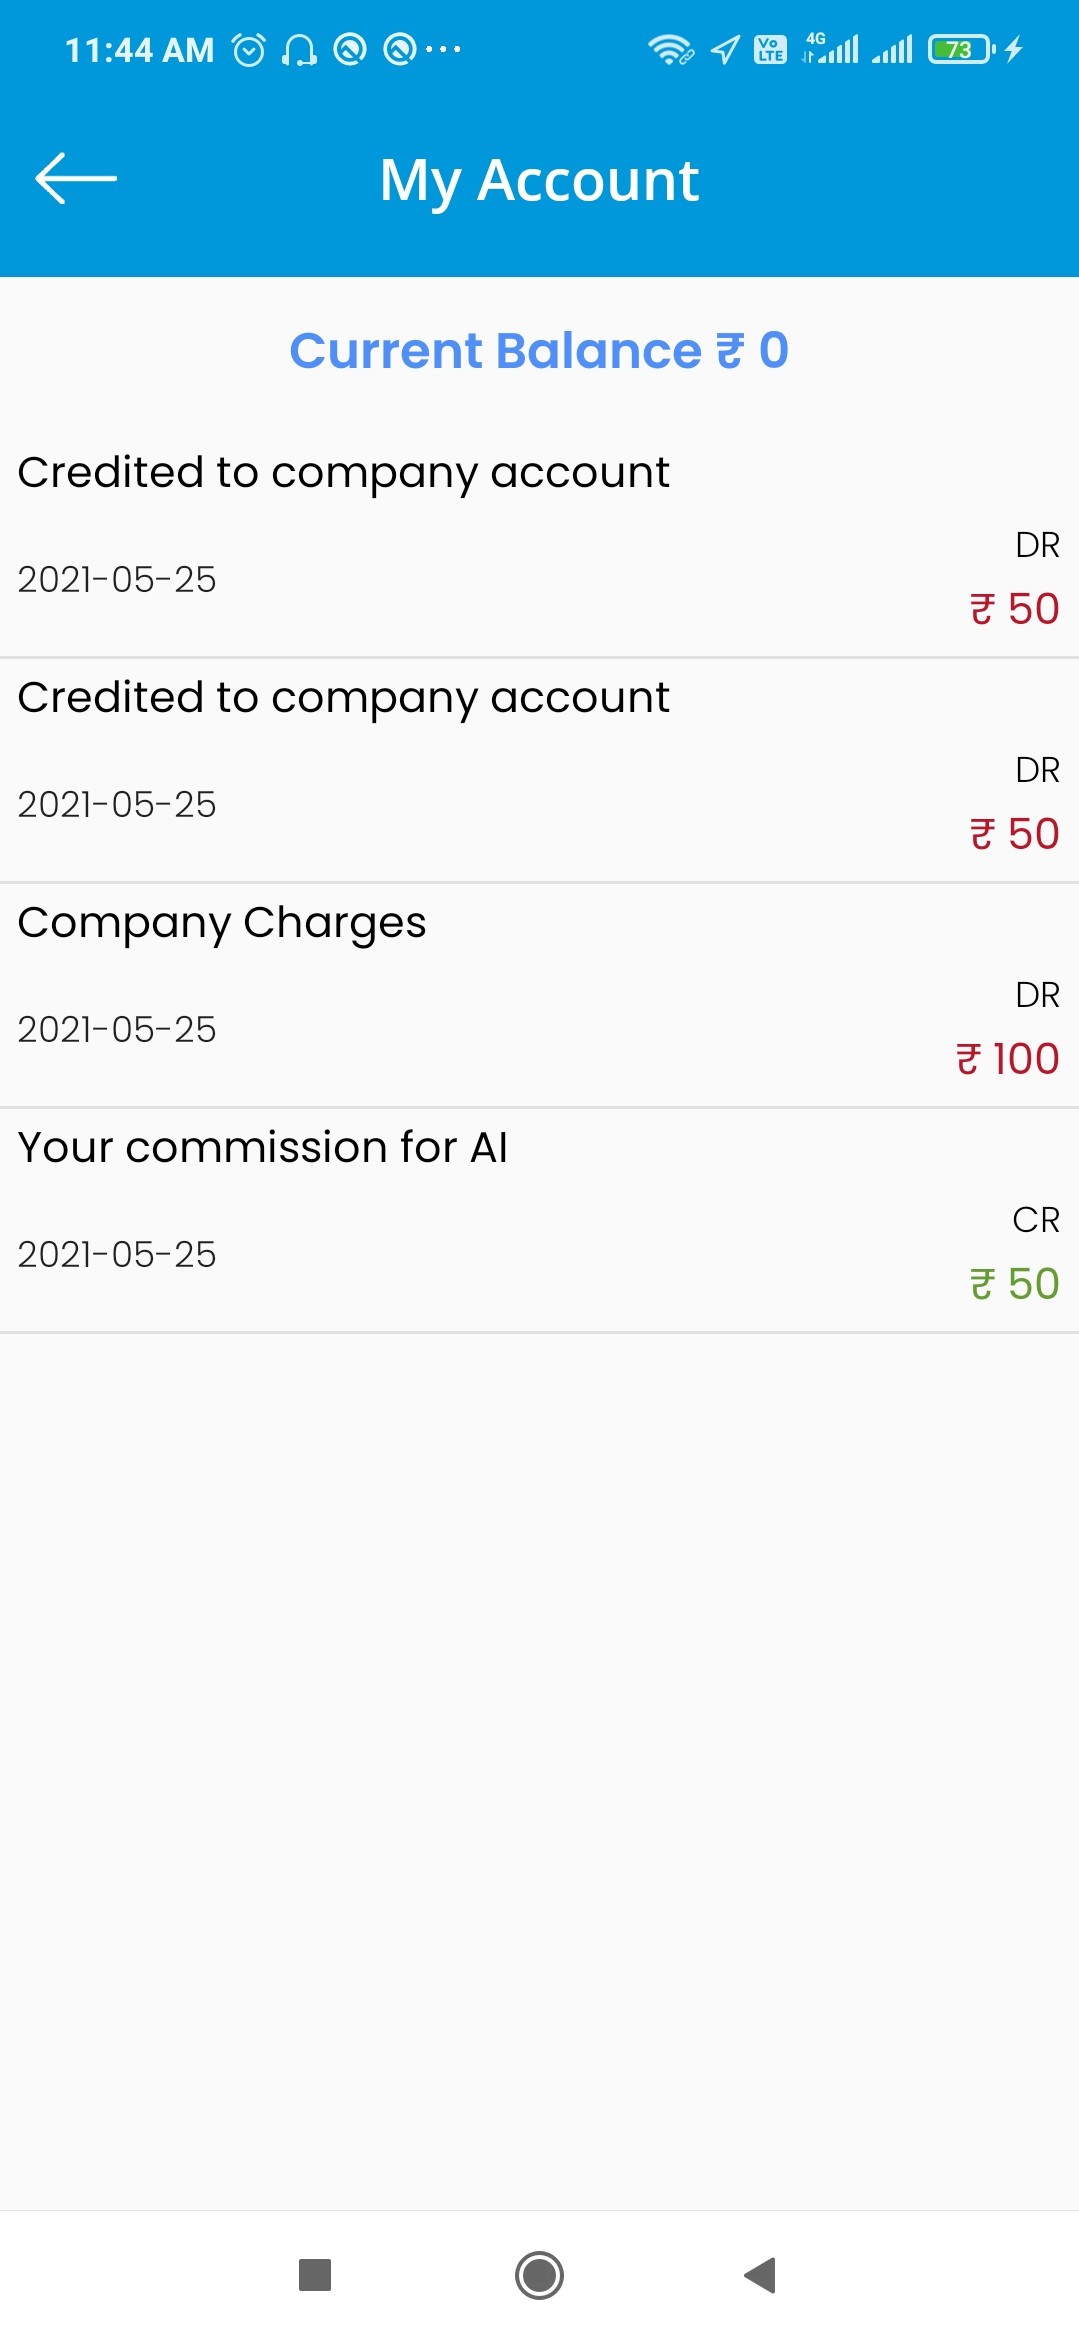 11:44 AM ... Vo LTE 4G 73
My Account
Current Balance ₹ 0
Credited to company account
DR
2021-05-25
₹ 50
Credited to company account
DR
2021-05-25
₹ 50
Company Charges
DR
2021-05-25
₹ 100
Your commission for AI
CR
2021-05-25
₹ 50